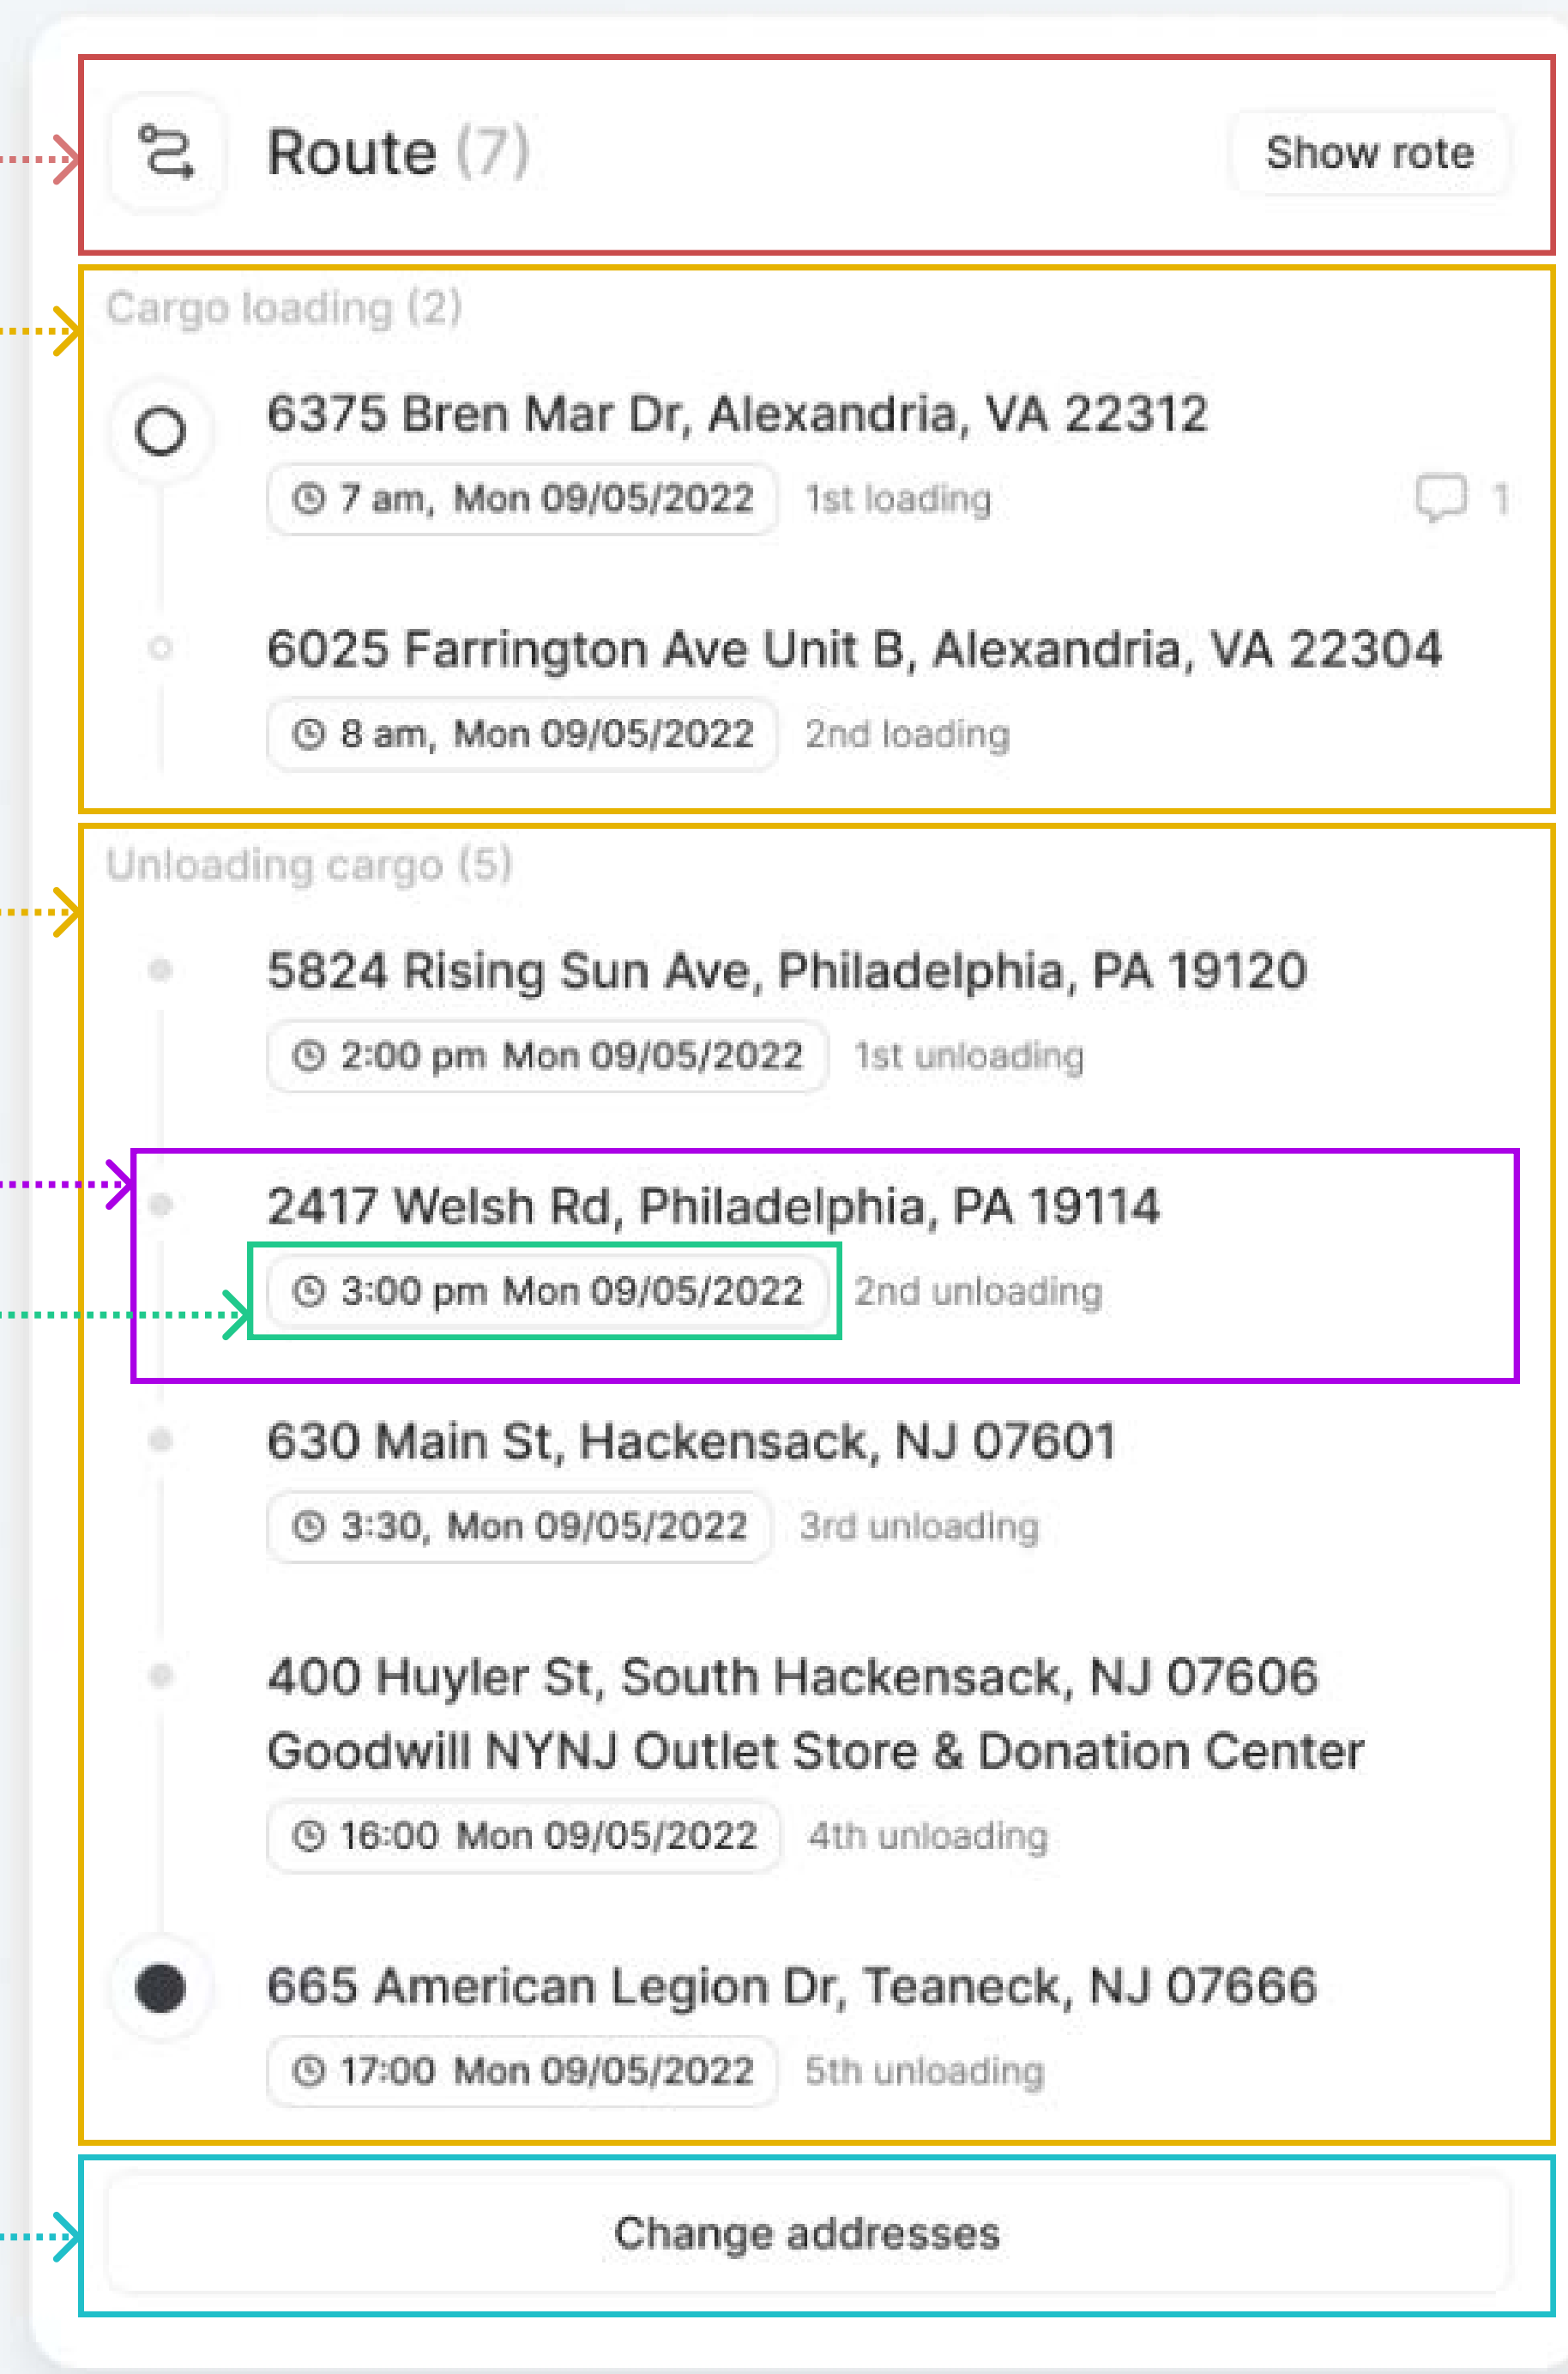 Route (7)
Show rote
Cargo loading (2)
6375 Bren Mar Dr, Alexandria, VA 22312
7 am, Mon 09/05/2022 1st loading 1
6025 Farrington Ave Unit B, Alexandria, VA 22304
8 am, Mon 09/05/2022 2nd loading
Unloading cargo (5)
5824 Rising Sun Ave, Philadelphia, PA 19120
2:00 pm Mon 09/05/2022 1st unloading
2417 Welsh Rd, Philadelphia, PA 19114
3:00 pm Mon 09/05/2022 2nd unloading
630 Main St, Hackensack, NJ 07601
3:30, Mon 09/05/2022 3rd unloading
400 Huyler St, South Hackensack, NJ 07606
Goodwill NYNJ Outlet Store & Donation Center
16:00 Mon 09/05/2022 4th unloading
665 American Legion Dr, Teaneck, NJ 07666
17:00 Mon 09/05/2022 5th unloading
Change addresses